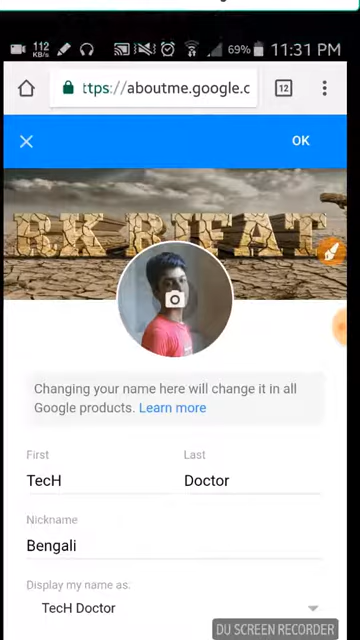 112
KB/s
69%
11:31 PM
ttps://aboutme.google.c
12
OK
RK RIFAT
Changing your name here will change it in all
Google products. Learn more
First
Last
TecH
Doctor
Nickname
Bengali
Display my name as:
TecH Doctor
DU SCREEN RECORDER